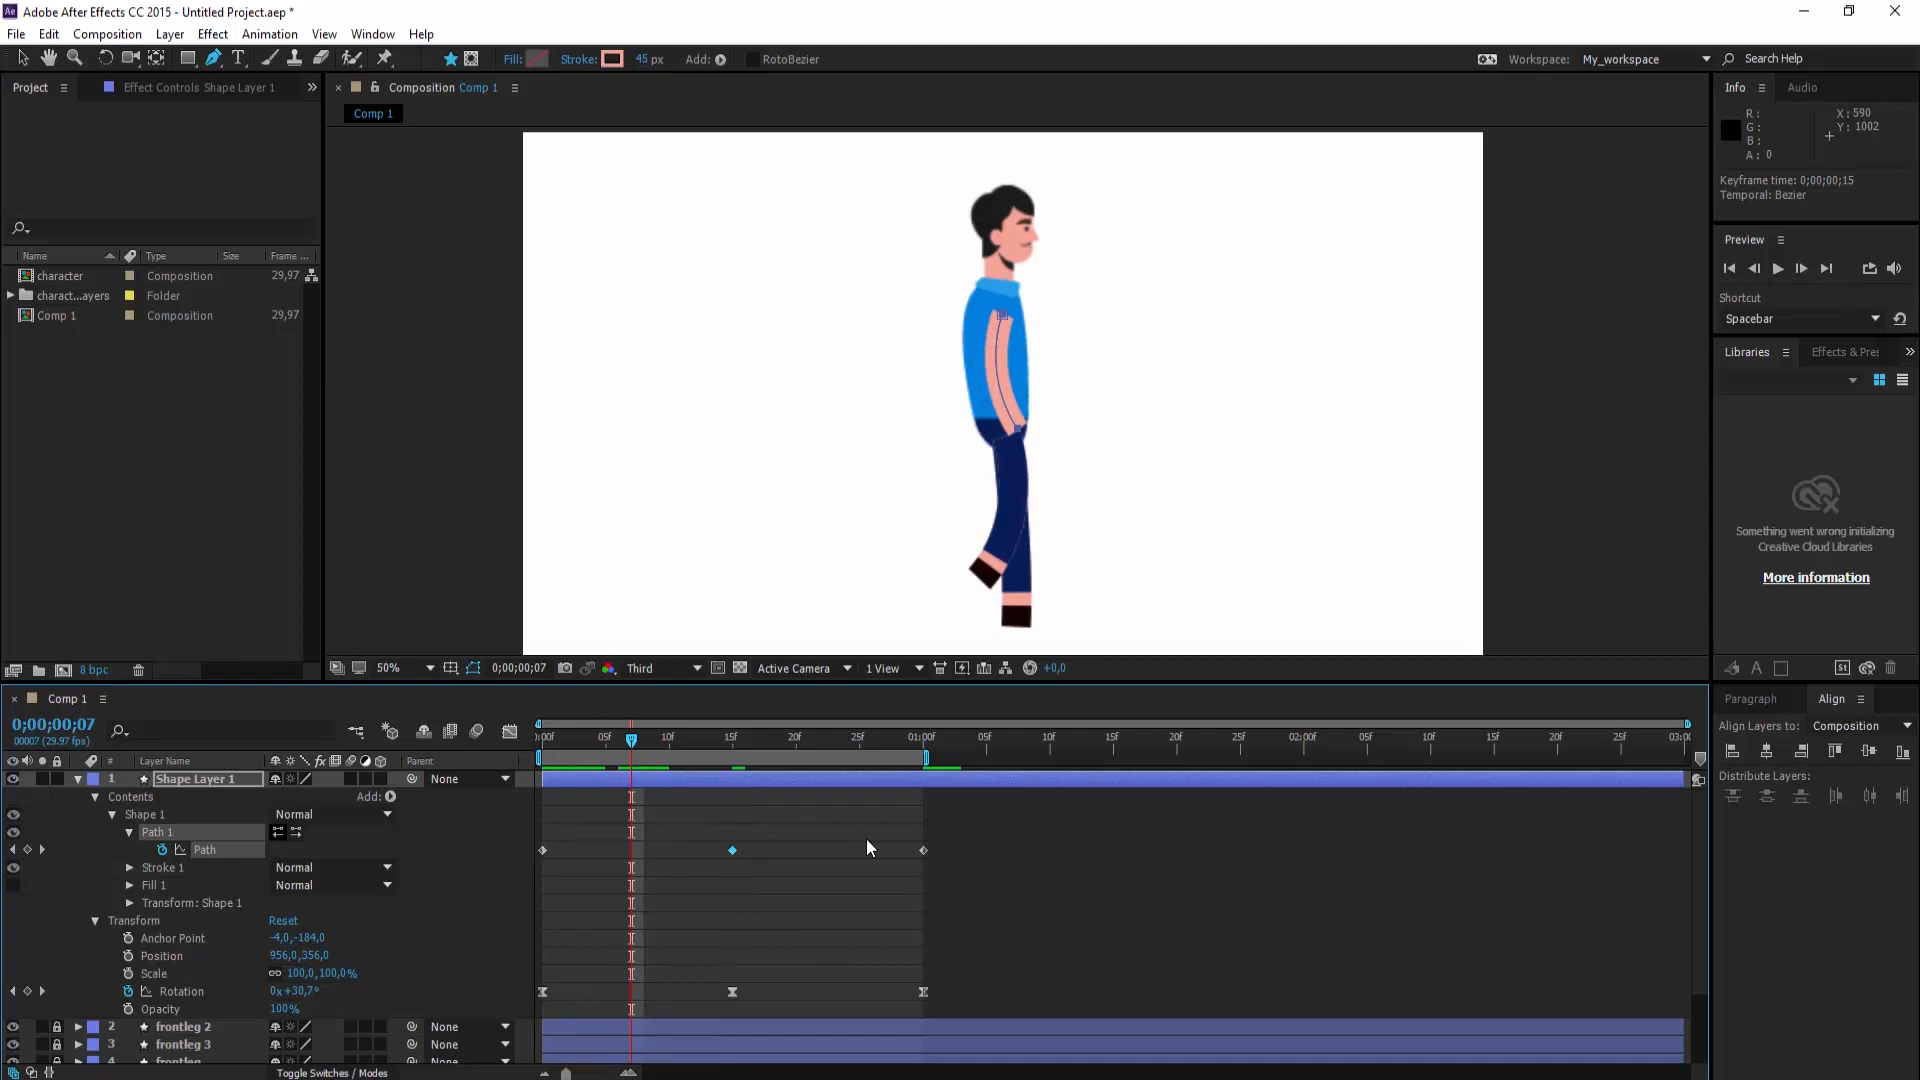 Ae Adobe After Effects CC 2015 - Untitled Project.aep *
File Edit Composition Layer Effect Animation View Window Help
T Fill: Stroke: 45 px Add: RotoBezier Workspace: My_workspace Search Help
Project Effect Controls Shape Layer 1 »
Name Type Size Frame ...
character Composition 29,97
charact...ayers Folder
Comp 1 Composition 29,97
8 bpc
× Composition Comp 1
Comp 1
50% 0;00;00;07 Third Active Camera 1 View +0,0
Info Audio
R: X: 590
G: Y: 1002
B:
A: 0
Keyframe time: 0;00;00;15
Temporal: Bezier
Preview
Shortcut
Spacebar
Libraries Effects & Pre: »
Something went wrong initializing
Creative Cloud Libraries
More information
A St
Paragraph Align
Align Layers to: Composition
Distribute Layers:
× Comp 1
0;00;00;07
00007 (29.97 fps)
):00f 05f 10f 15f 20f 25f 01:00f 05f 10f 15f 20f 25f 02:00f 05f 10f 15f 20f 25f 03:0(
# Layer Name fx Parent
1 Shape Layer 1 None
Contents Add:
Shape 1 Normal
Path 1
Path
Stroke 1 Normal
Fill 1 Normal
Transform: Shape 1
Transform Reset
Anchor Point -4,0,-184,0
Position 956,0,356,0
Scale 100,0,100,0%
Rotation 0x+30,7°
Opacity 100%
2 frontleg 2 None
3 frontleg 3 None
4 frontleg None
Toggle Switches / Modes